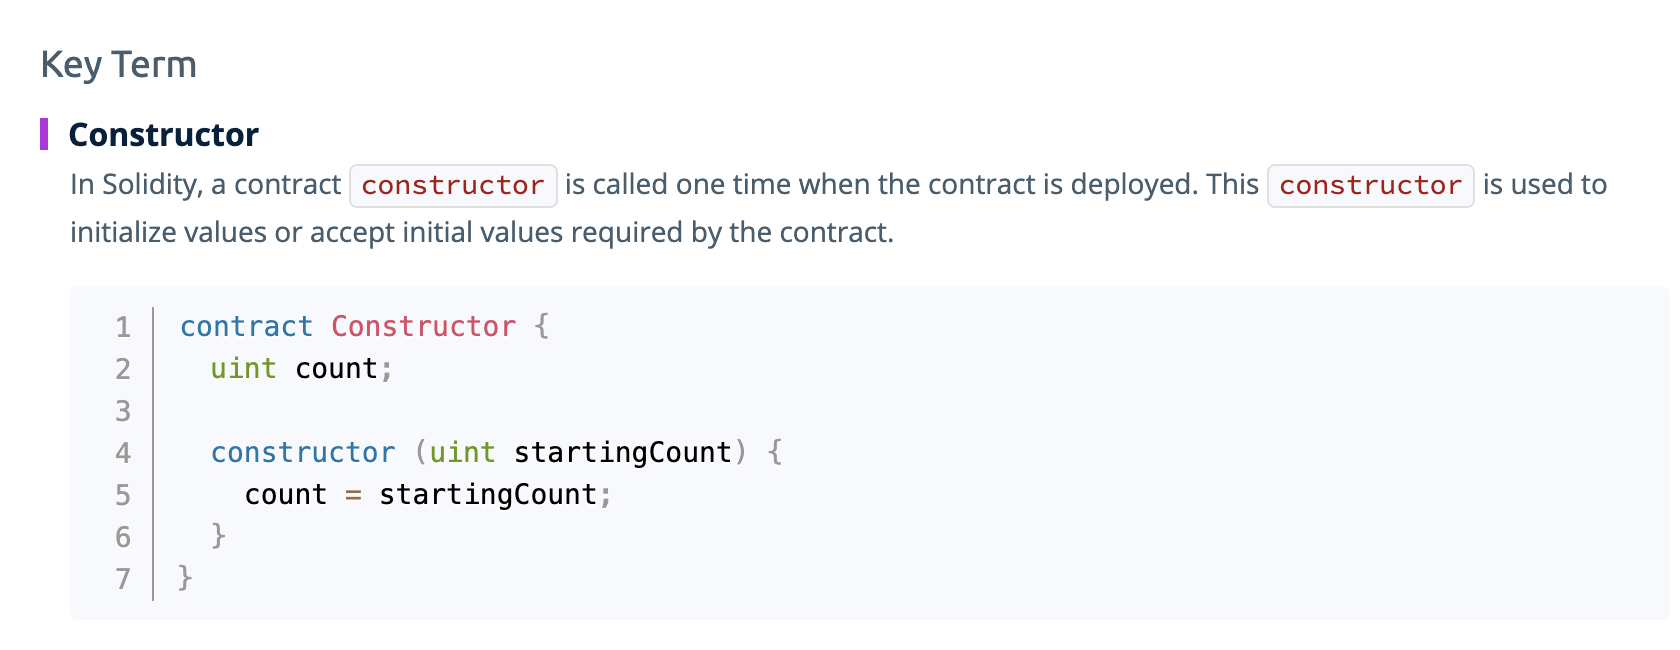 Key Term
Constructor
In Solidity, a contract constructor is called one time when the contract is deployed. This constructor is used to
initialize values or accept initial values required by the contract.
1 contract Constructor {
2   uint count;
3
4   constructor (uint startingCount) {
5     count = startingCount;
6   }
7 }